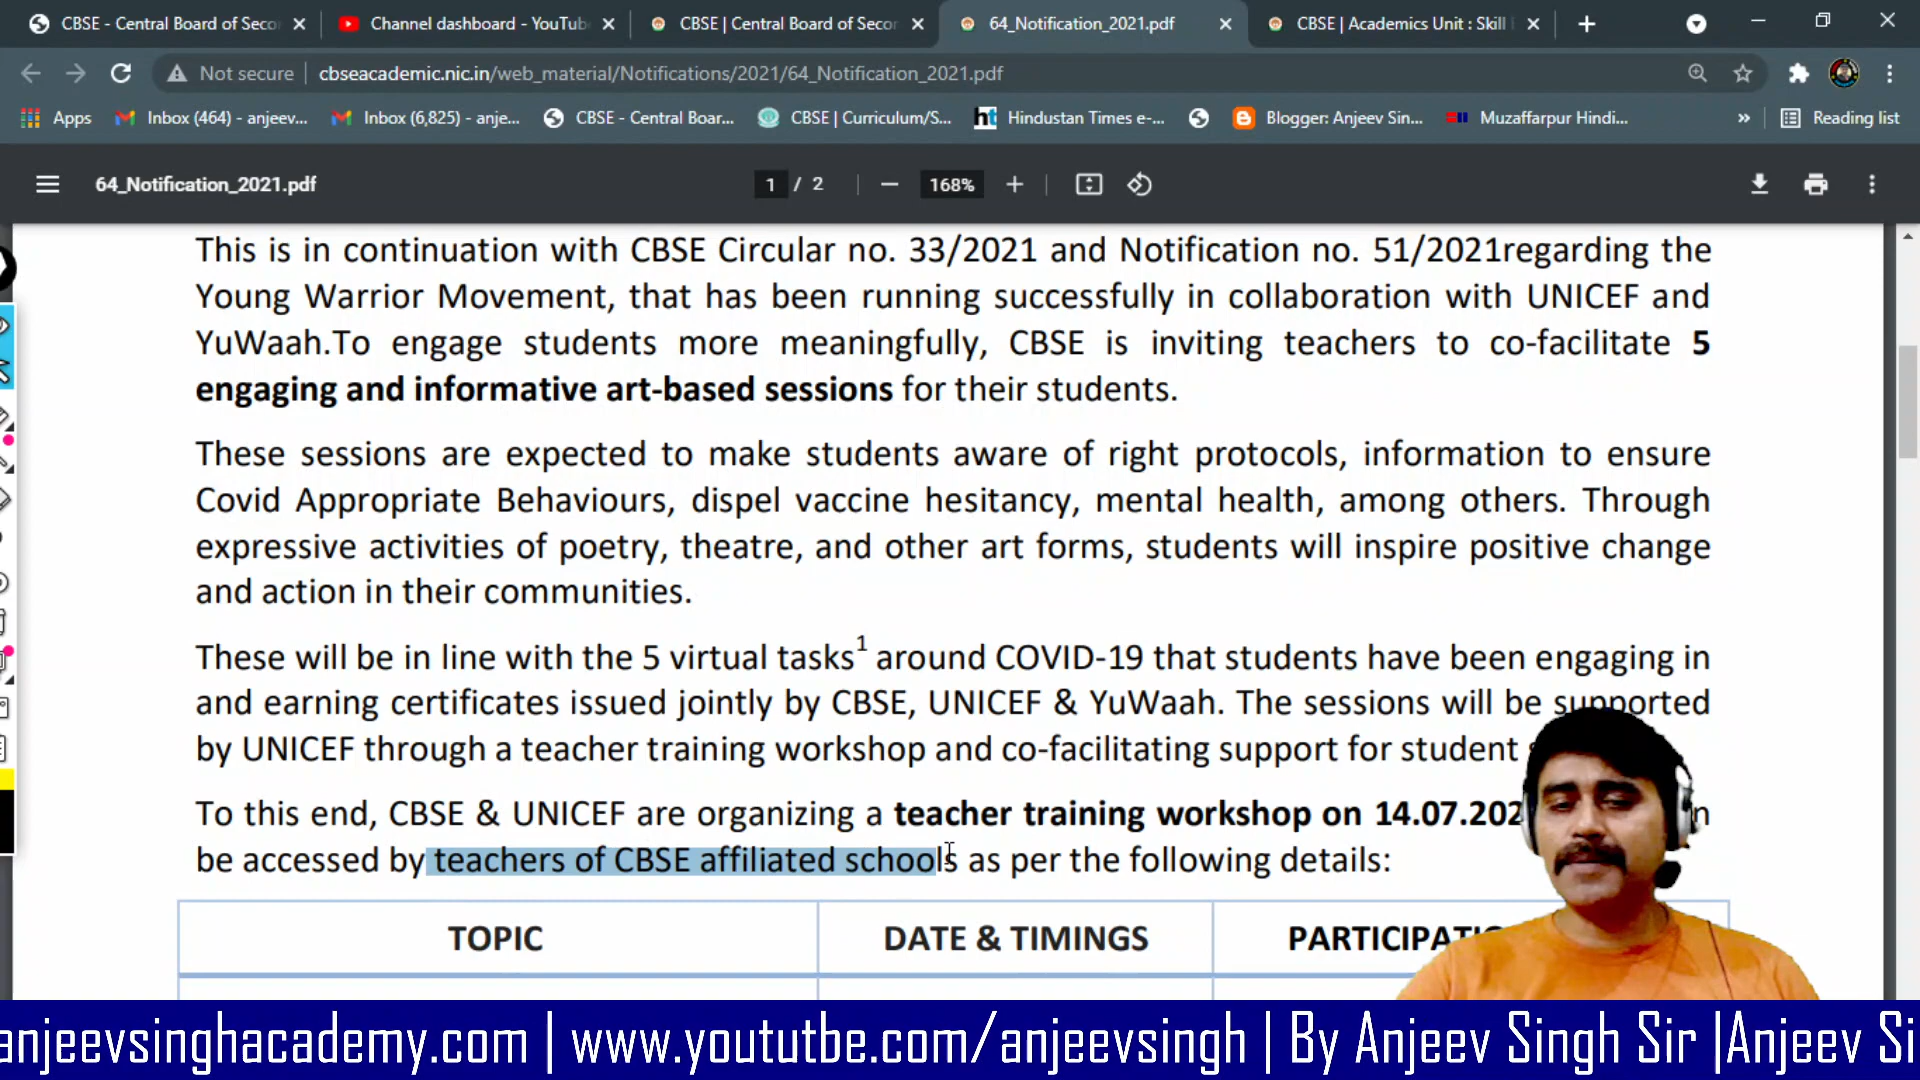 CBSE - Central Board of Secon
Channel dashboard - YouTube
CBSE | Central Board of Secon
64_Notification_2021.pdf
CBSE | Academics Unit : Skill
Not secure
cbseacademic.nic.in/web_material/Notifications/2021/64_Notification_2021.pdf
Apps
Inbox (464) - anjeev...
Inbox (6,825) - anje...
CBSE - Central Boar...
CBSE | Curriculum/S...
Hindustan Times e-...
Blogger: Anjeev Sin...
Muzaffarpur Hindi...
»
Reading list
64_Notification_2021.pdf
1 / 2
168%
This is in continuation with CBSE Circular no. 33/2021 and Notification no. 51/2021regarding the
Young Warrior Movement, that has been running successfully in collaboration with UNICEF and
YuWaah.To engage students more meaningfully, CBSE is inviting teachers to co-facilitate 5
engaging and informative art-based sessions for their students.
These sessions are expected to make students aware of right protocols, information to ensure
Covid Appropriate Behaviours, dispel vaccine hesitancy, mental health, among others. Through
expressive activities of poetry, theatre, and other art forms, students will inspire positive change
and action in their communities.
These will be in line with the 5 virtual tasks1 around COVID-19 that students have been engaging in
and earning certificates issued jointly by CBSE, UNICEF & YuWaah. The sessions will be supported
by UNICEF through a teacher training workshop and co-facilitating support for student
To this end, CBSE & UNICEF are organizing a teacher training workshop on 14.07.202
be accessed by teachers of CBSE affiliated schools as per the following details:
TOPIC
DATE & TIMINGS
PARTICIPATIO
anjeevsinghacademy.com | www.yoututbe.com/anjeevsingh | By Anjeev Singh Sir |Anjeev Si